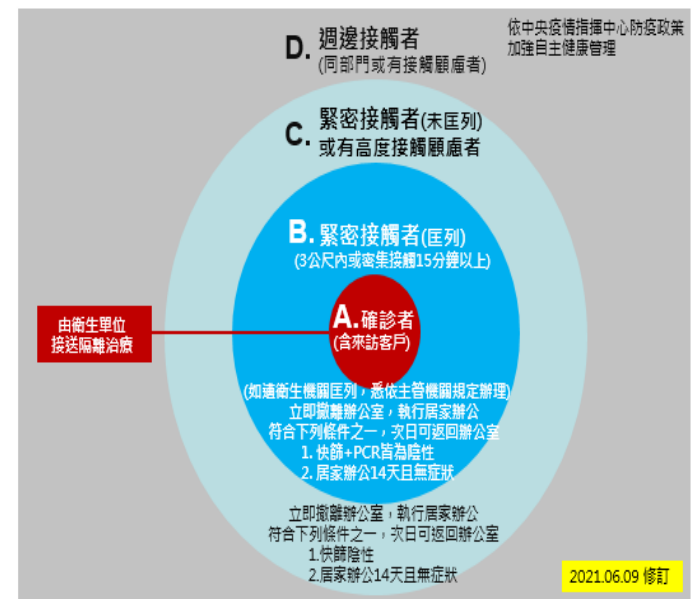 依中央疫情指揮中心防疫政策
加強自主健康管理
D. 週邊接觸者
(同部門或有接觸顧慮者)
C. 緊密接觸者(未匡列)
或有高度接觸顧慮者
B. 緊密接觸者(匡列)
(3公尺內或密集接觸15分鐘以上)
A.確診者
(含來訪客戶)
由衛生單位
接送隔離治療
(如遭衛生機關匡列，悉依主管機關規定辦理)
立即撤離辦公室，執行居家辦公
符合下列條件之一，次日可返回辦公室
1. 快篩+PCR皆為陰性
2. 居家辦公14天且無症狀
立即撤離辦公室，執行居家辦公
符合下列條件之一，次日可返回辦公室
1.快篩陰性
2.居家辦公14天且無症狀
2021.06.09 修訂